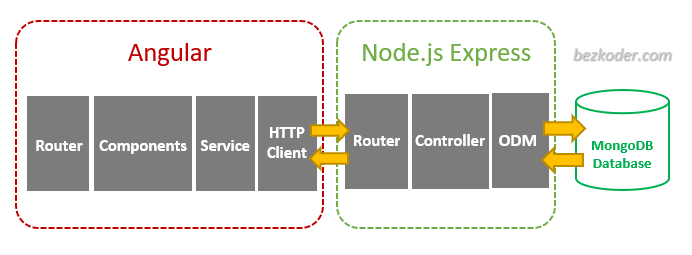 Angular
Node.js Express
bezkoder.com
Router
Components
Service
HTTP
Client
Router
Controller
ODM
MongoDB
Database